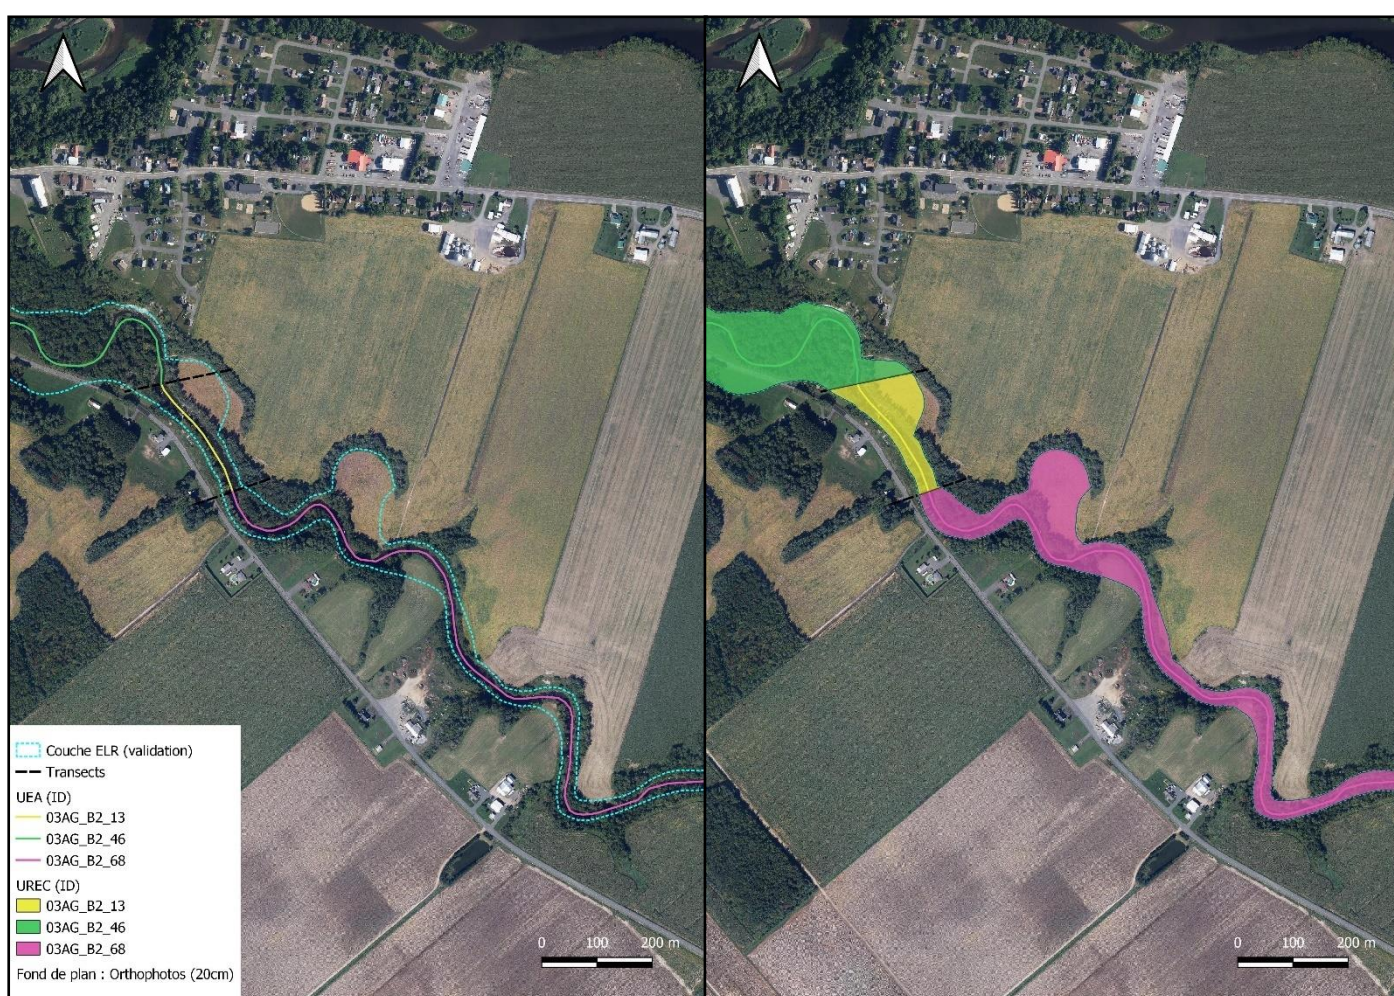 Couche ELR (validation)
Transects
UEA (ID)
03AG_B2_13
03AG_B2_46
03AG_B2_68
UREC (ID)
03AG_B2_13
03AG_B2_46
03AG_B2_68
Fond de plan : Orthophotos (20cm)
0 100 200 m
0 100 200 m